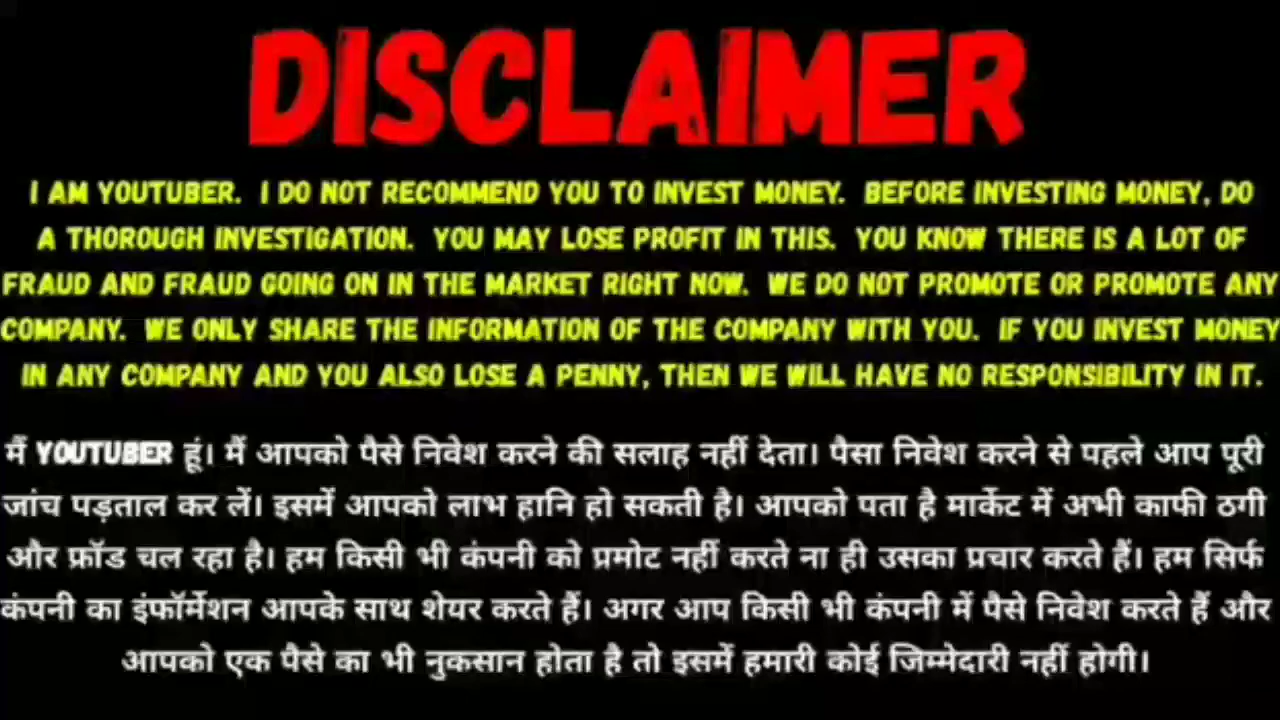 DISCLAIMER
I AM YOUTUBER. I DO NOT RECOMMEND YOU TO INVEST MONEY. BEFORE INVESTING MONEY, DO
A THOROUGH INVESTIGATION. YOU MAY LOSE PROFIT IN THIS. YOU KNOW THERE IS A LOT OF
FRAUD AND FRAUD GOING ON IN THE MARKET RIGHT NOW. WE DO NOT PROMOTE OR PROMOTE ANY
COMPANY. WE ONLY SHARE THE INFORMATION OF THE COMPANY WITH YOU. IF YOU INVEST MONEY
IN ANY COMPANY AND YOU ALSO LOSE A PENNY, THEN WE WILL HAVE NO RESPONSIBILITY IN IT.
मैं YOUTUBER हूं। मैं आपको पैसे निवेश करने की सलाह नहीं देता। पैसा निवेश करने से पहले आप पूरी
जांच पड़ताल कर लें। इसमें आपको लाभ हानि हो सकती है। आपको पता है मार्केट में अभी काफी ठगी
और फ्रॉड चल रहा है। हम किसी भी कंपनी को प्रमोट नहीं करते ना ही उसका प्रचार करते हैं। हम सिर्फ
कंपनी का इंफॉर्मेशन आपके साथ शेयर करते हैं। अगर आप किसी भी कंपनी में पैसे निवेश करते हैं और
आपको एक पैसे का भी नुकसान होता है तो इसमें हमारी कोई जिम्मेदारी नहीं होगी।